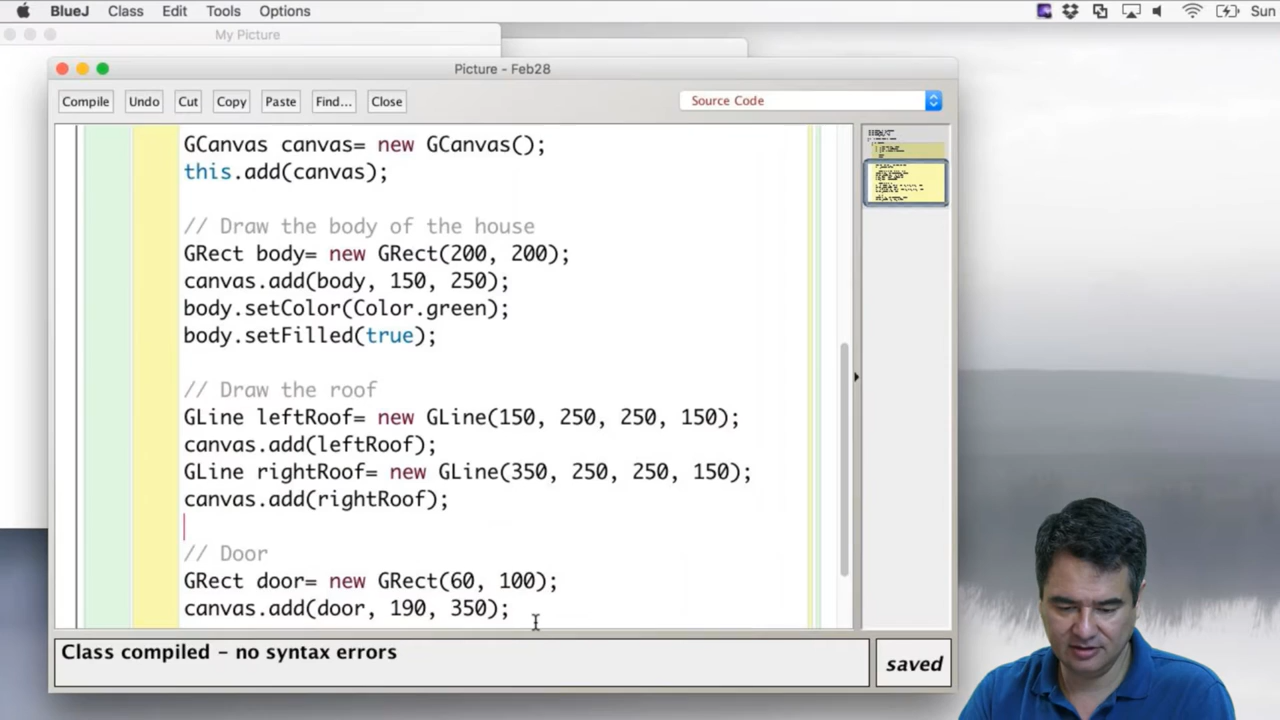 BlueJ Class Edit Tools Options Sun
My Picture
Picture - Feb28
Compile Undo Cut Copy Paste Find... Close Source Code
GCanvas canvas= new GCanvas();
this.add(canvas);
// Draw the body of the house
GRect body= new GRect(200, 200);
canvas.add(body, 150, 250);
body.setColor(Color.green);
body.setFilled(true);
// Draw the roof
GLine leftRoof= new GLine(150, 250, 250, 150);
canvas.add(leftRoof);
GLine rightRoof= new GLine(350, 250, 250, 150);
canvas.add(rightRoof);
// Door
GRect door= new GRect(60, 100);
canvas.add(door, 190, 350);
Class compiled - no syntax errors
saved